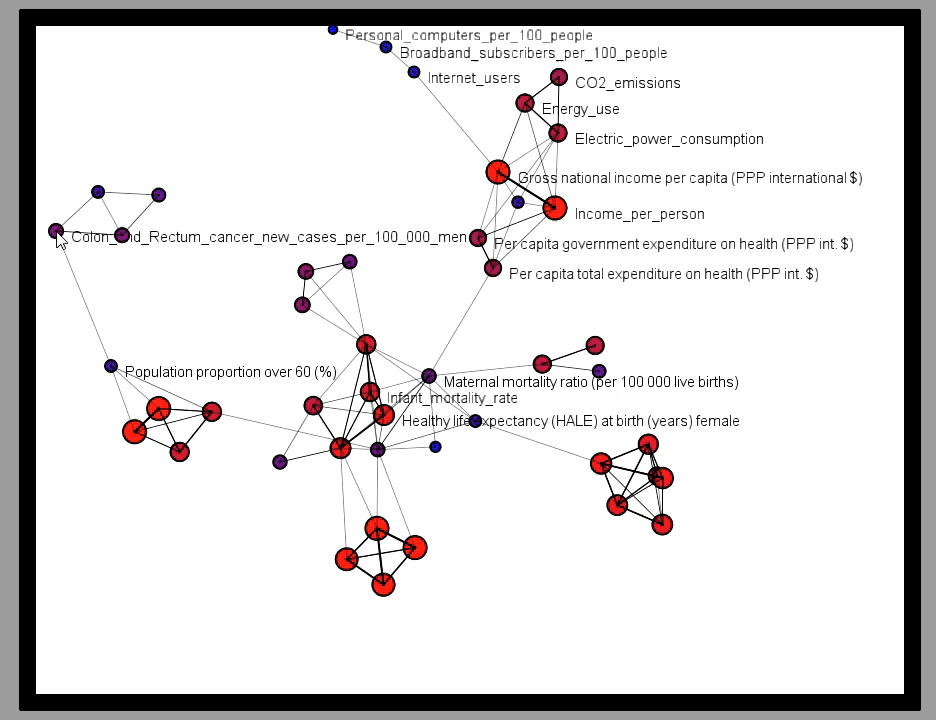 Personal_computers_per_100_people
Broadband_subscribers_per_100_people
Internet_users
CO2_emissions
Energy_use
Electric_power_consumption
Gross national income per capita (PPP international $)
Income_per_person
Colon_and_Rectum_cancer_new_cases_per_100_000_men
Per capita government expenditure on health (PPP int. $)
Per capita total expenditure on health (PPP int. $)
Population proportion over 60 (%)
Maternal mortality ratio (per 100 000 live births)
Infant_mortality_rate
Healthy life expectancy (HALE) at birth (years) female